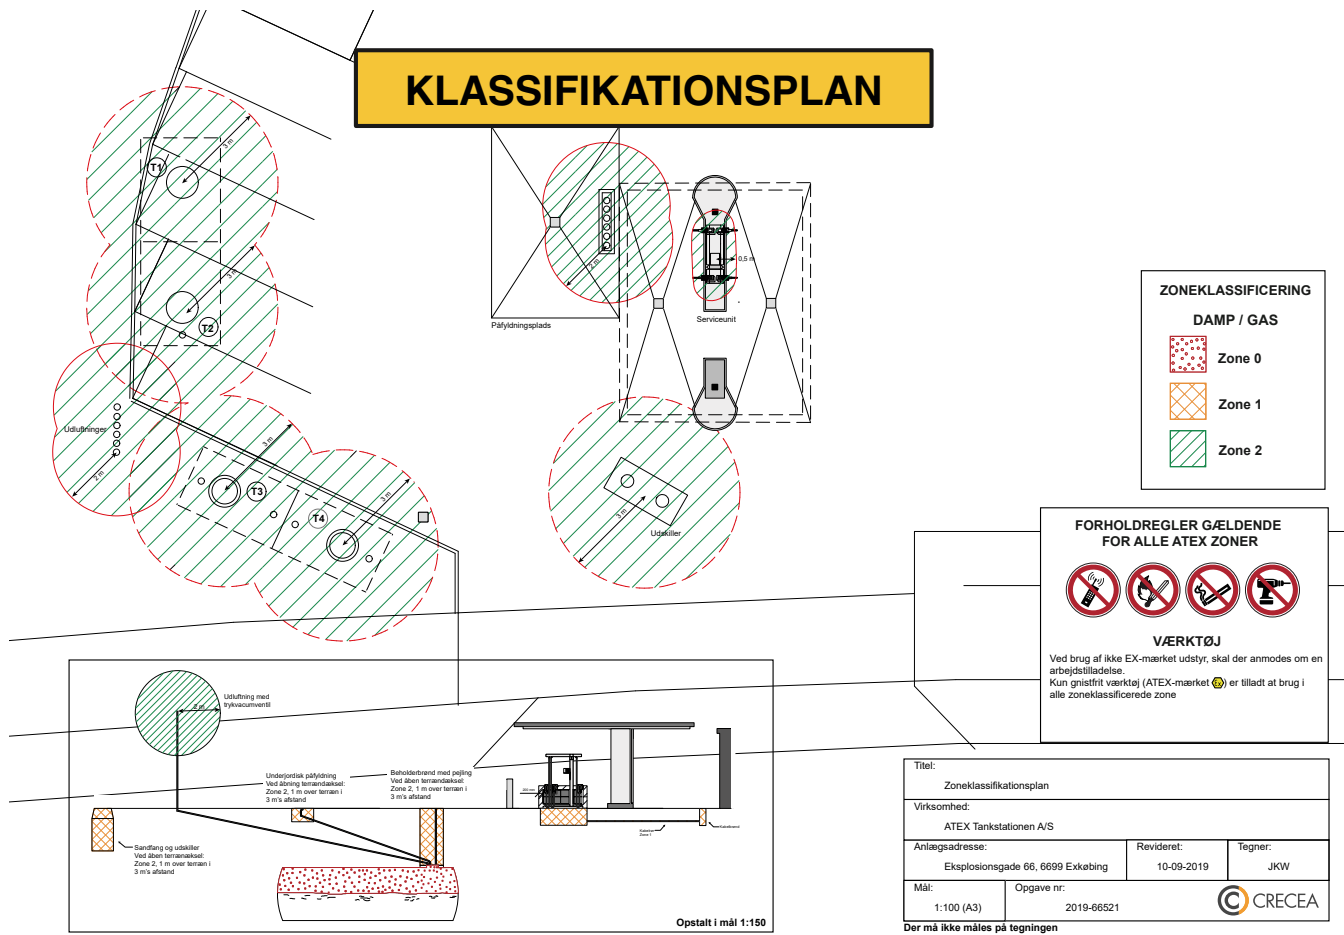 KLASSIFIKATIONSPLAN
3 m
T1
3 m
T2
2 m
Påfyldningsplads
0,5 m
Serviceunit
Udluftninger
2 m
3 m
T3
T4
3 m
3 m
Udskiller
ZONEKLASSIFICERING
DAMP / GAS
Zone 0
Zone 1
Zone 2
FORHOLDREGLER GÆLDENDE
FOR ALLE ATEX ZONER
VÆRKTØJ
Ved brug af ikke EX-mærket udstyr, skal der anmodes om en
arbejdstilladelse.
Kun gnistfrit værktøj (ATEX-mærket Ex) er tilladt at brug i
alle zoneklassificerede zone
2 m
Udluftning med
trykvacumventil
Underjordisk påfyldning
Ved åbning terrændæksel:
Zone 2, 1 m over terræn i
3 m's afstand
Beholderbrønd med pejling
Ved åben terrændæksel:
Zone 2, 1 m over terræn i
3 m's afstand
Sandfang og udskiller
Ved åben terrænæksel:
Zone 2, 1 m over terræn i
3 m's afstand
Zone 1
Opstalt i mål 1:150
Titel:
Zoneklassifikationsplan
Virksomhed:
ATEX Tankstationen A/S
Anlægsadresse:
Eksplosionsgade 66, 6699 Exkøbing
Revideret:
10-09-2019
Tegner:
JKW
Mål:
1:100 (A3)
Opgave nr:
2019-66521
CRECEA
Der må ikke måles på tegningen